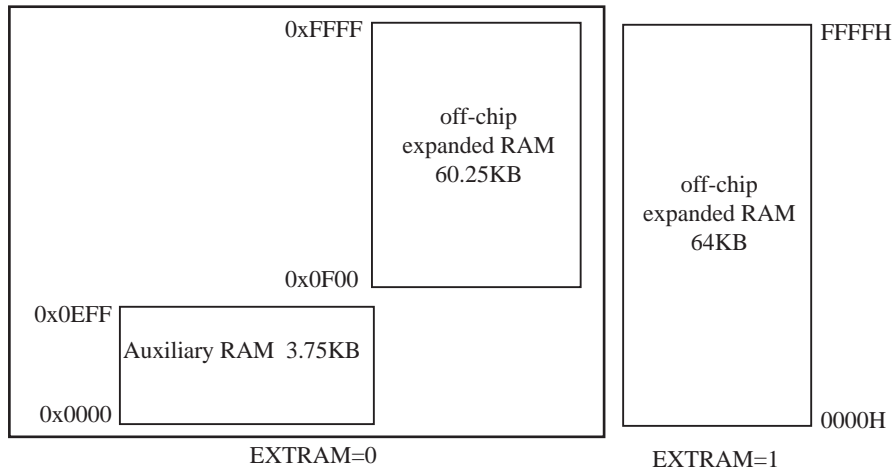 0xFFFF
off-chip
expanded RAM
60.25KB
0x0F00
0x0EFF
Auxiliary RAM 3.75KB
0x0000
EXTRAM=0
FFFFH
off-chip
expanded RAM
64KB
0000H
EXTRAM=1